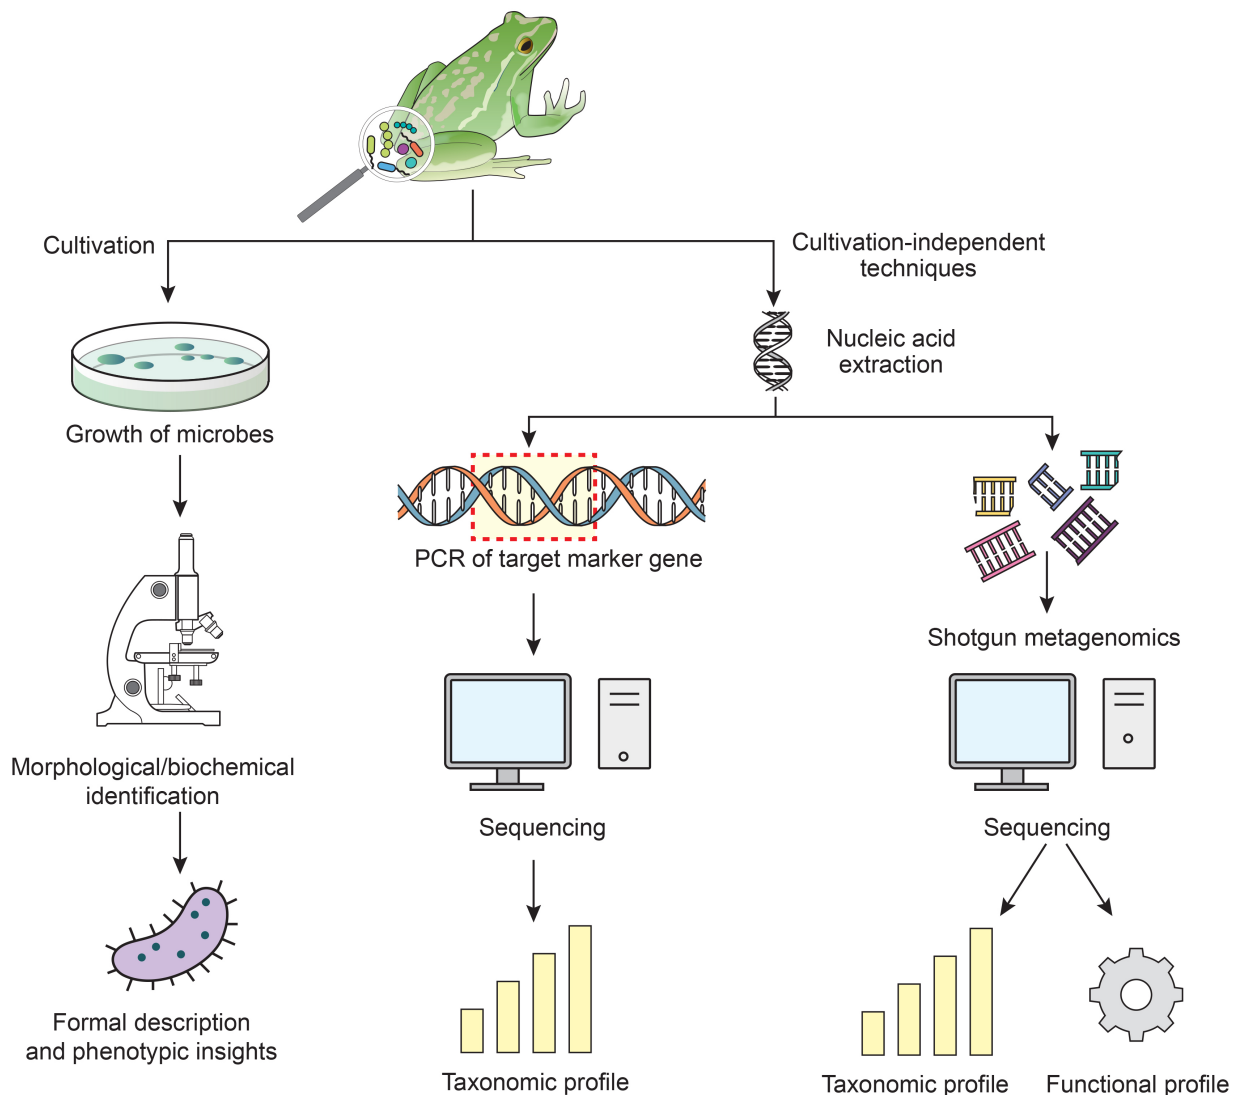 Cultivation
Cultivation-independent
techniques
Nucleic acid
extraction
Growth of microbes
PCR of target marker gene
Shotgun metagenomics
Morphological/biochemical
identification
Sequencing
Sequencing
Formal description
and phenotypic insights
Taxonomic profile
Taxonomic profile
Functional profile